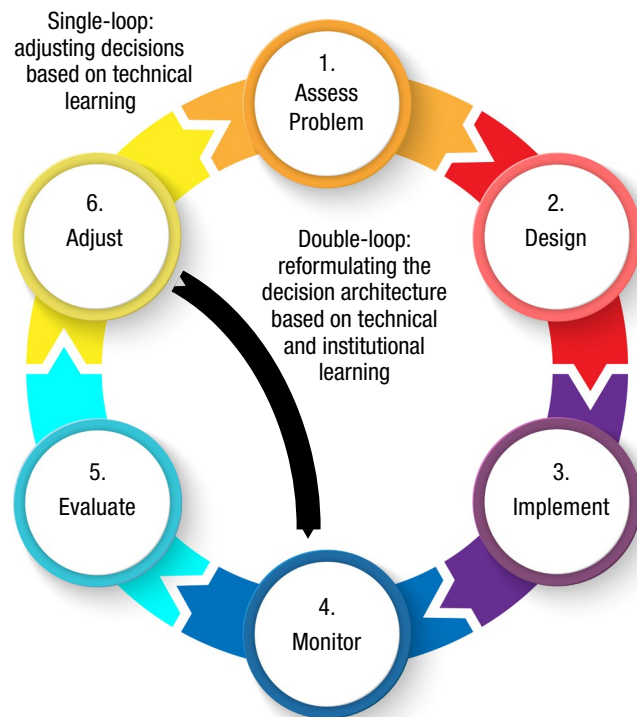 Single-loop:
adjusting decisions
based on technical
learning
1.
Assess
Problem
2.
Design
3.
Implement
4.
Monitor
5.
Evaluate
6.
Adjust
Double-loop:
reformulating the
decision architecture
based on technical
and institutional
learning